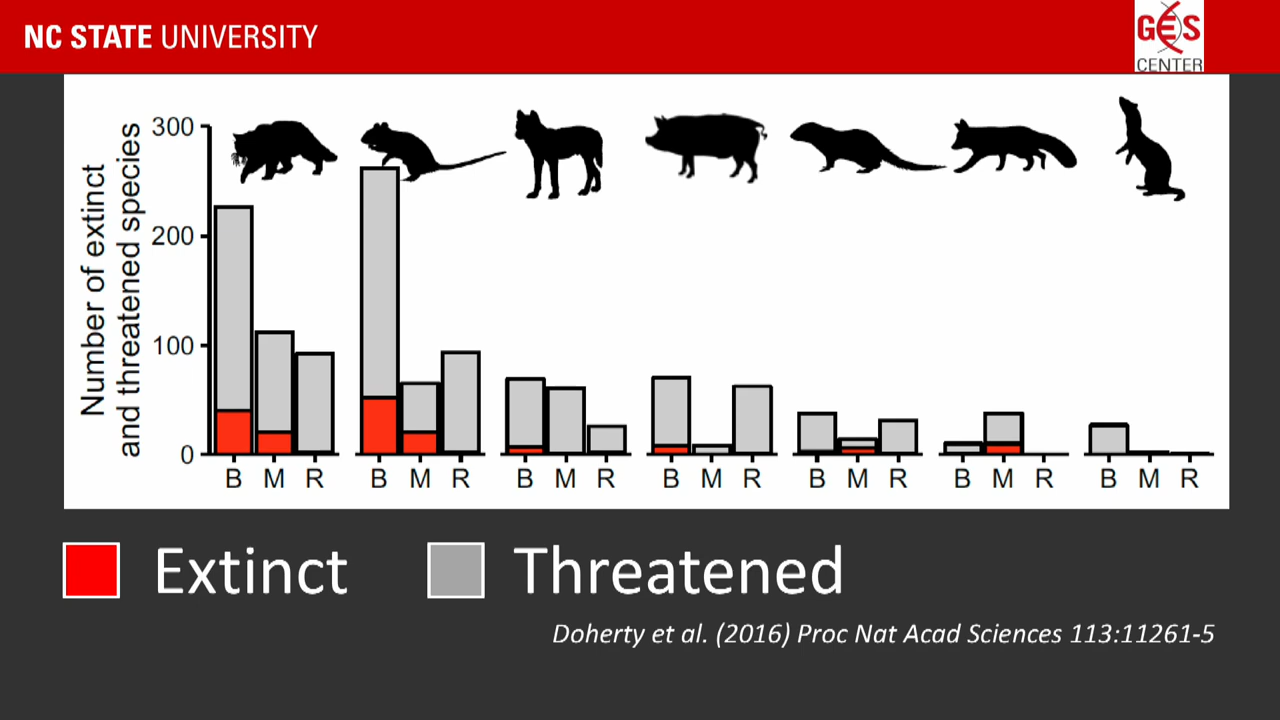 NC STATE UNIVERSITY
GES
CENTER
Number of extinct
and threatened species
300
200
100
0
B M R B M R B M R B M R B M R B M R B M R
Extinct Threatened
Doherty et al. (2016) Proc Nat Acad Sciences 113:11261-5